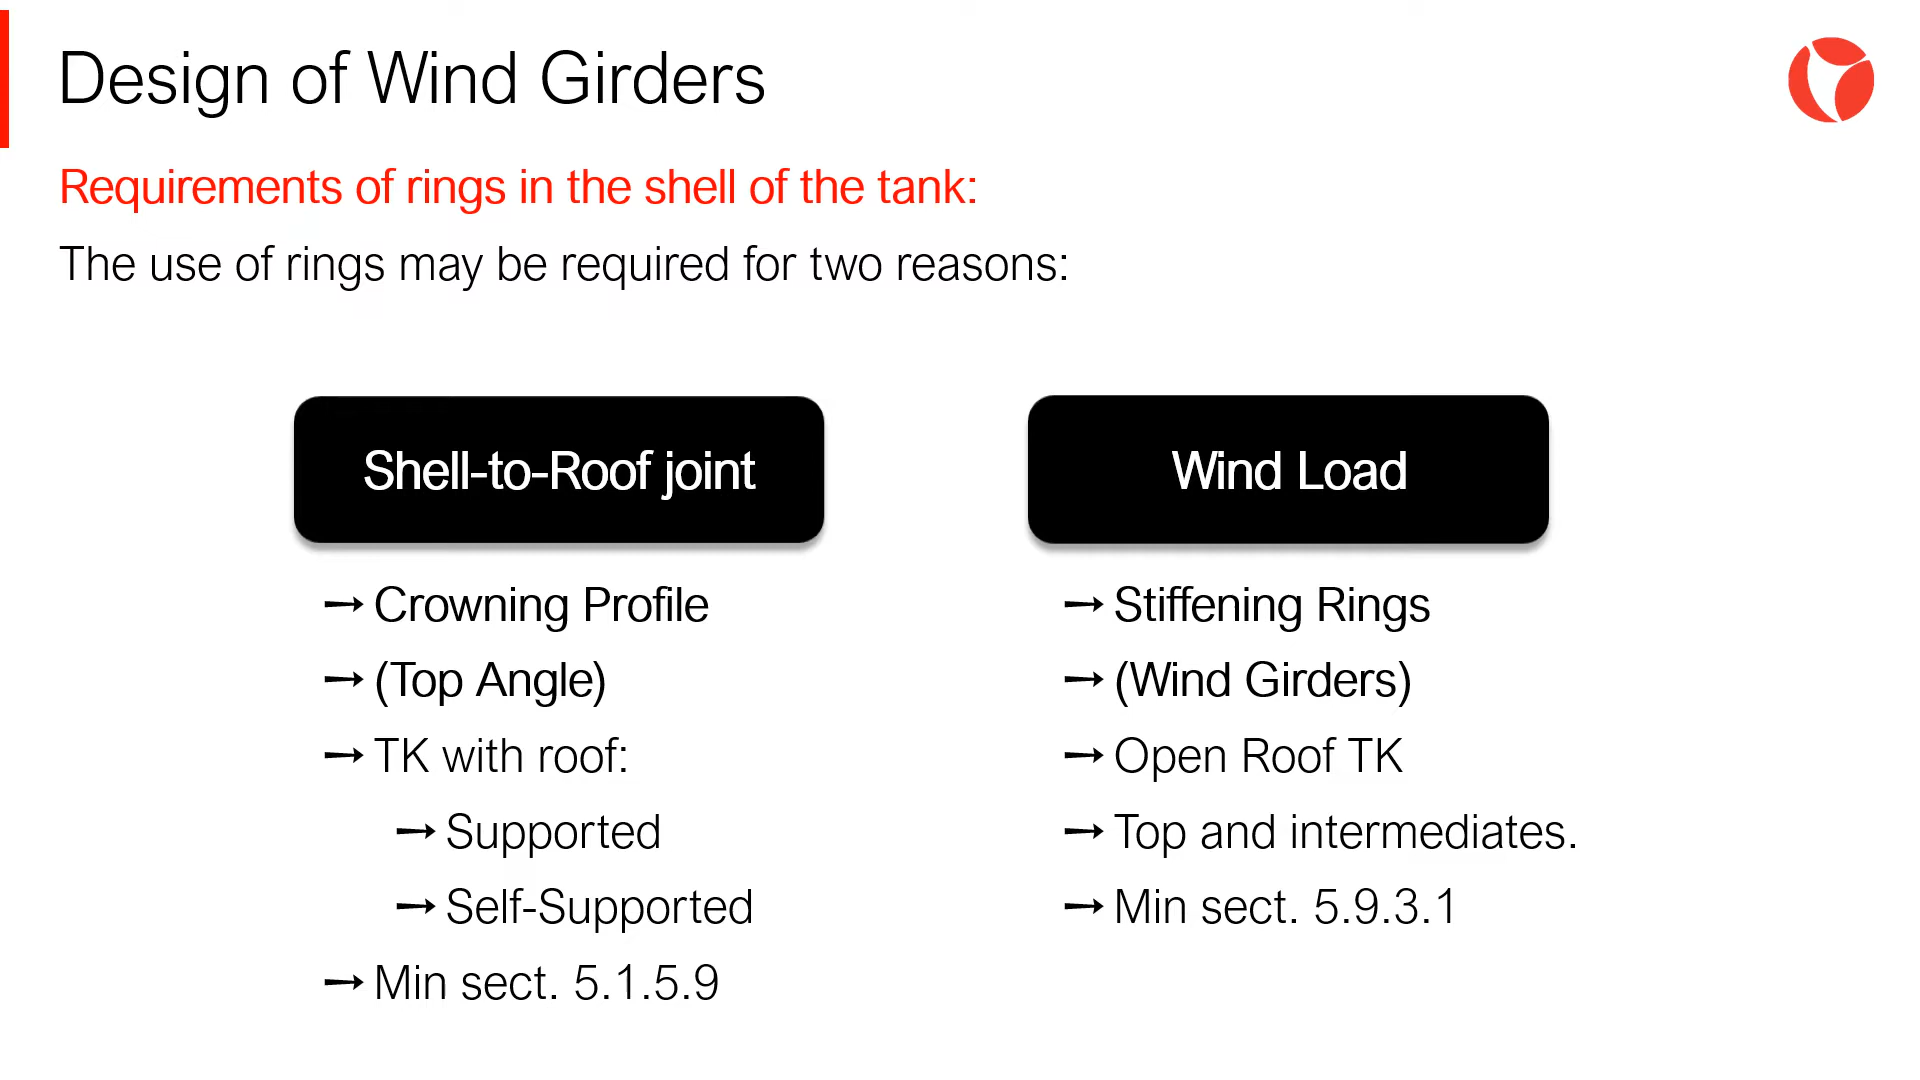 Design of Wind Girders
Requirements of rings in the shell of the tank:
The use of rings may be required for two reasons:
Shell-to-Roof joint
→ Crowning Profile
→ (Top Angle)
→ TK with roof:
→ Supported
→ Self-Supported
→ Min sect. 5.1.5.9
Wind Load
→ Stiffening Rings
→ (Wind Girders)
→ Open Roof TK
→ Top and intermediates.
→ Min sect. 5.9.3.1